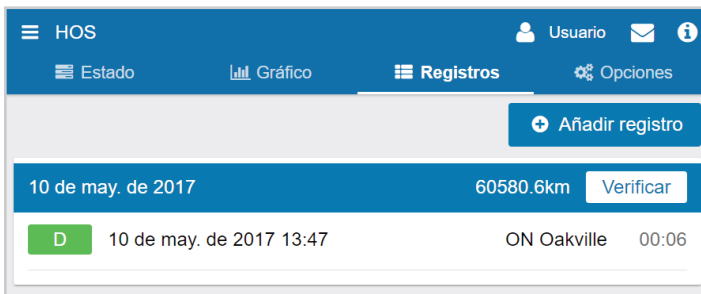 HOS Usuario
Estado Gráfico Registros Opciones
Añadir registro
10 de may. de 2017 60580.6km Verificar
D 10 de may. de 2017 13:47 ON Oakville 00:06